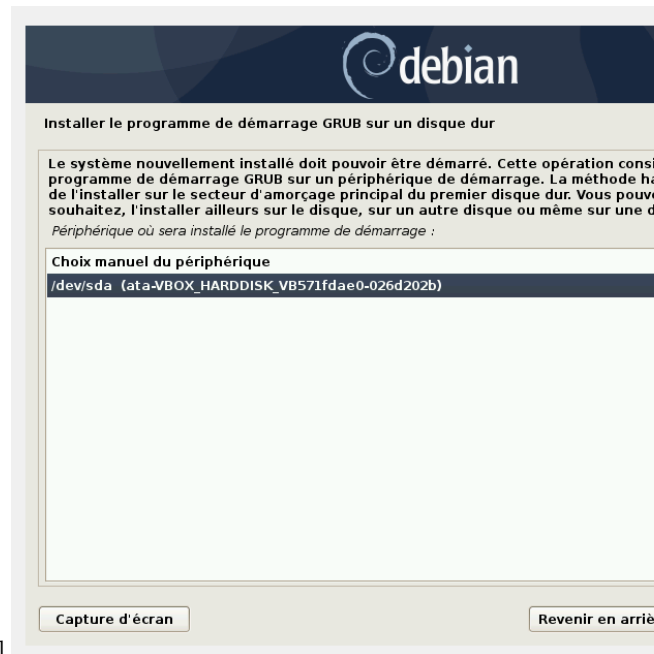 debian
Installer le programme de démarrage GRUB sur un disque dur
Le système nouvellement installé doit pouvoir être démarré. Cette opération consi
programme de démarrage GRUB sur un périphérique de démarrage. La méthode ha
de l'installer sur le secteur d'amorçage principal du premier disque dur. Vous pouve
souhaitez, l'installer ailleurs sur le disque, sur un autre disque ou même sur une d
Périphérique où sera installé le programme de démarrage :
Choix manuel du périphérique
/dev/sda (ata-VBOX_HARDDISK_VB571fdae0-026d202b)
Capture d'écran
Revenir en arriè